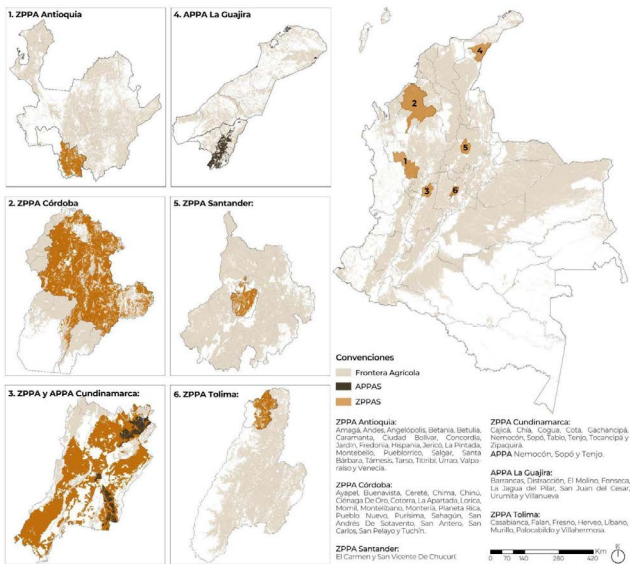 1. ZPPA Antioquia
4. APPA La Guajira
2. ZPPA Córdoba
5. ZPPA Santander:
3. ZPPA y APPA Cundinamarca:
6. ZPPA Tolima:
4
2
5
1
3
6
Convenciones
Frontera Agrícola
APPAS
ZPPAS
ZPPA Antioquia:
Amagá, Andes, Angelópolis, Betania, Betulia,
Caramanta, Ciudad Bolívar, Concordia,
Jardín, Fredonia, Hispania, Jericó, La Pintada,
Montebello, Pueblorrico, Salgar, Santa
Bárbara, Támesis, Tarso, Titiribí, Urrao, Valpa-
raíso y Venecia.
ZPPA Córdoba:
Ayapel, Buenavista, Cereté, Chima, Chinú,
Ciénaga De Oro, Cotorra, La Apartada, Lorica,
Momil, Montelíbano, Montería, Planeta Rica,
Pueblo Nuevo, Purísima, Sahagún, San
Andrés De Sotavento, San Antero, San
Carlos, San Pelayo y Tuchín.
ZPPA Santander:
El Carmen y San Vicente De Chucurí.
ZPPA Cundinamarca:
Cajicá, Chía, Cogua, Cota, Gachancipá,
Nemocón, Sopó, Tabio, Tenjo, Tocancipá y
Zipaquirá.
APPA Nemocón, Sopó y Tenjo.
APPA La Guajira:
Barrancas, Distracción, El Molino, Fonseca,
La Jagua del Pilar, San Juan del Cesar,
Urumita y Villanueva
ZPPA Tolima:
Casabianca, Falan, Fresno, Herveo, Líbano,
Murillo, Palocabildo y Villahermosa.
Km
0 70 140 280 420
N